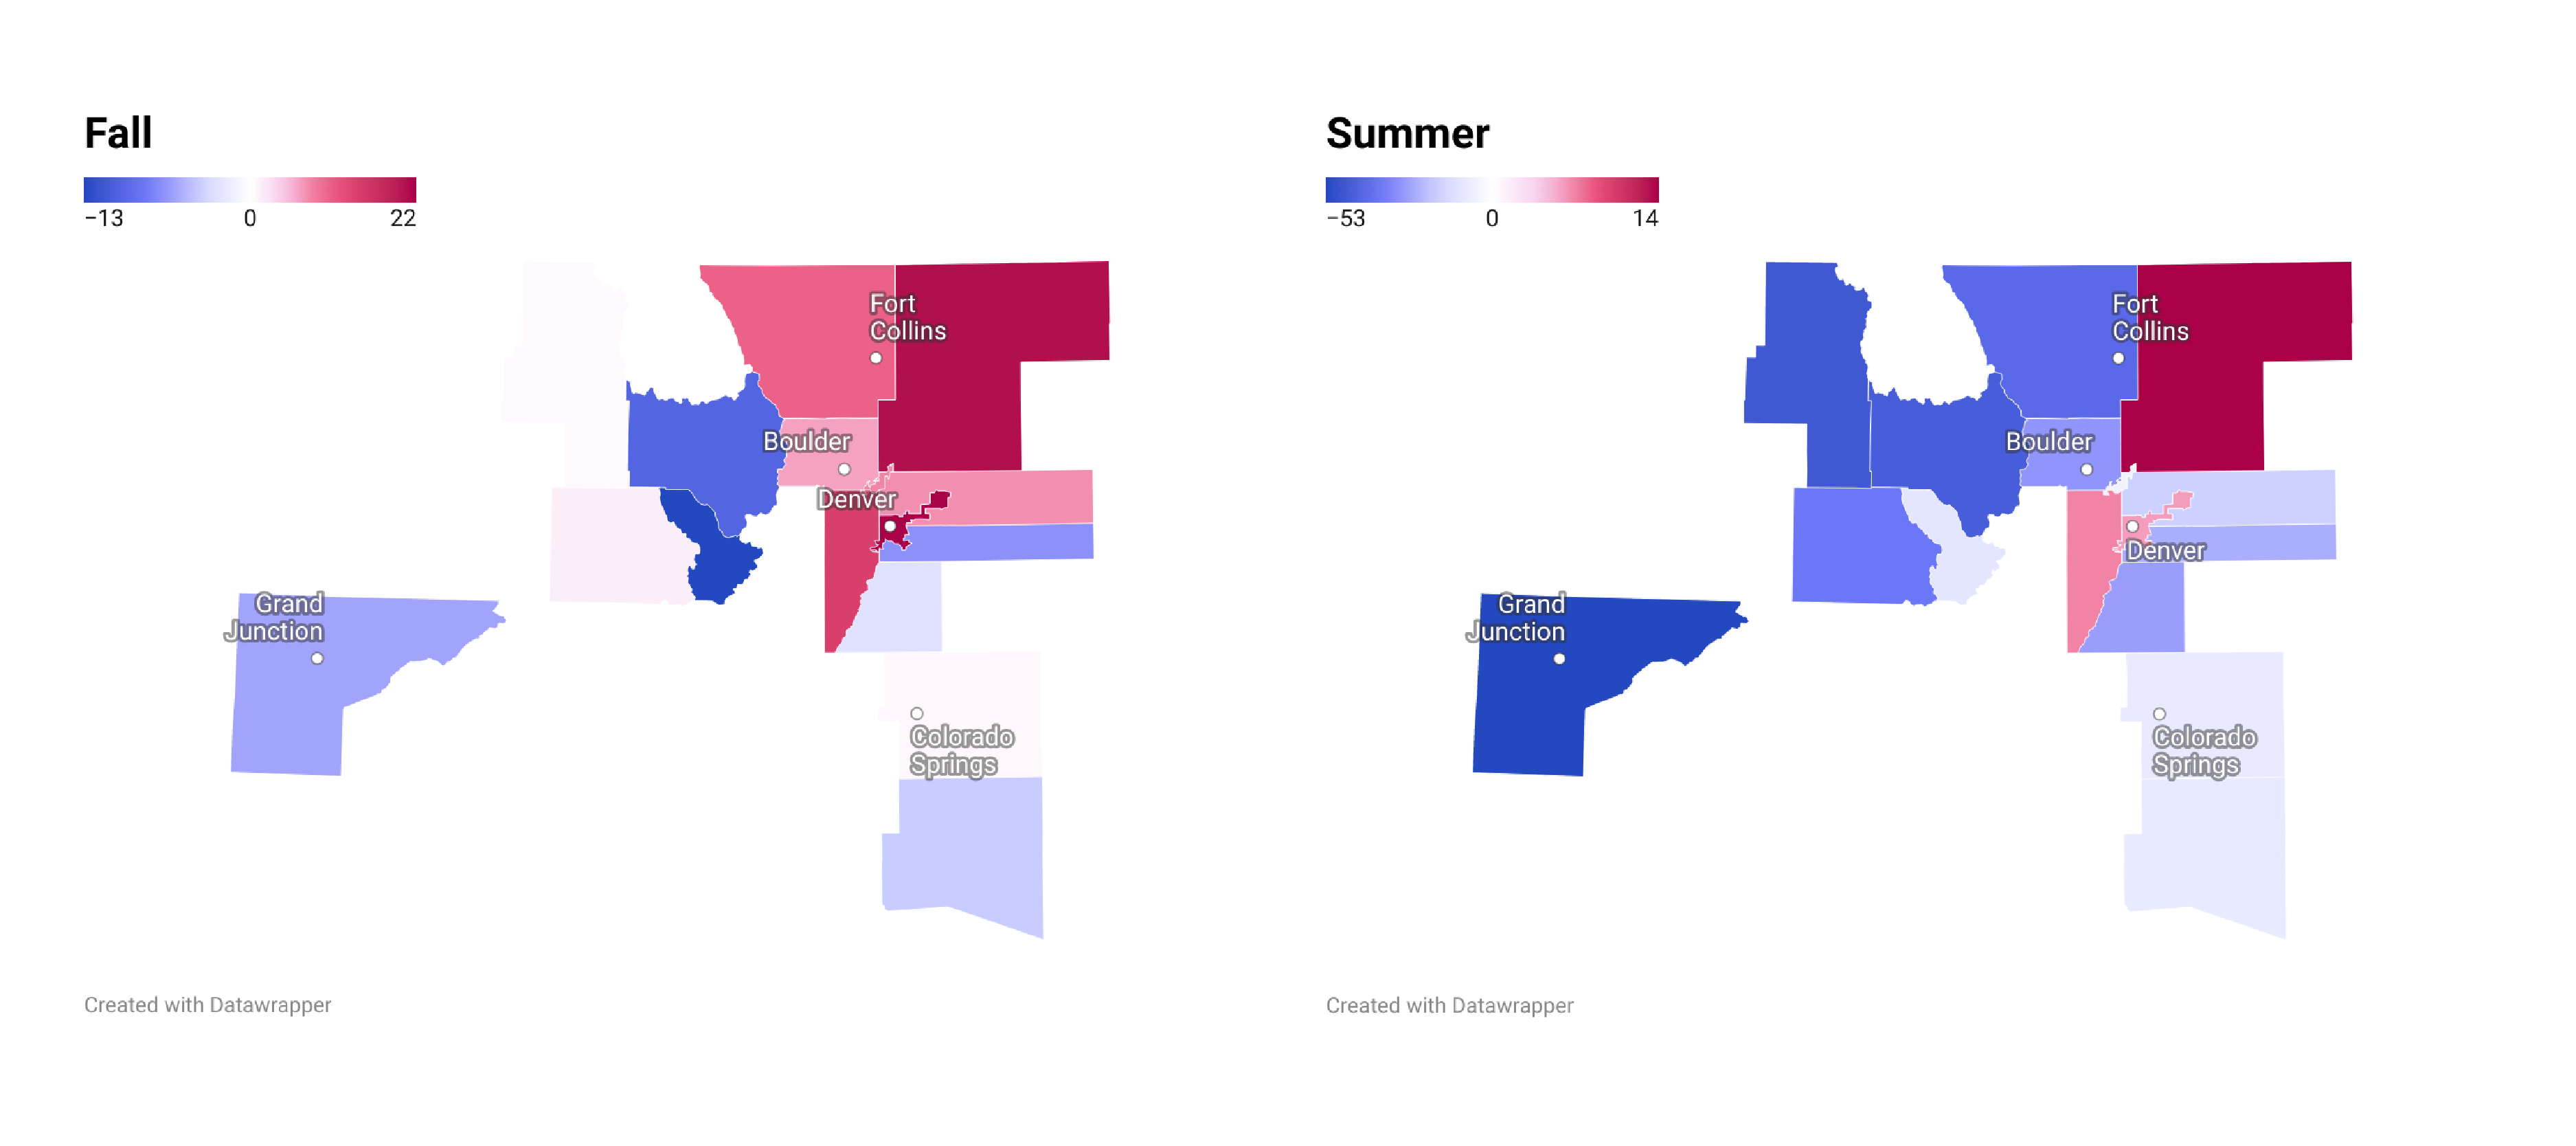 Fall
−13 0 22
Fort
Collins
Boulder
Denver
Grand
Junction
Colorado
Springs
Created with Datawrapper
Summer
−53 0 14
Fort
Collins
Boulder
Denver
Grand
Junction
Colorado
Springs
Created with Datawrapper